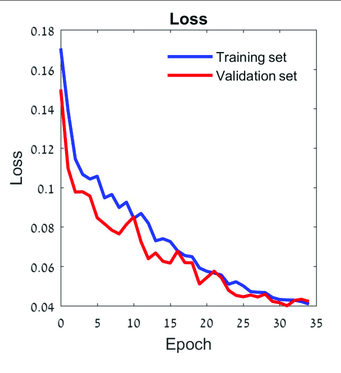 Loss
0.18
0.16
0.14
0.12
0.1
0.08
0.06
0.04
Loss
Training set
Validation set
0 5 10 15 20 25 30 35
Epoch